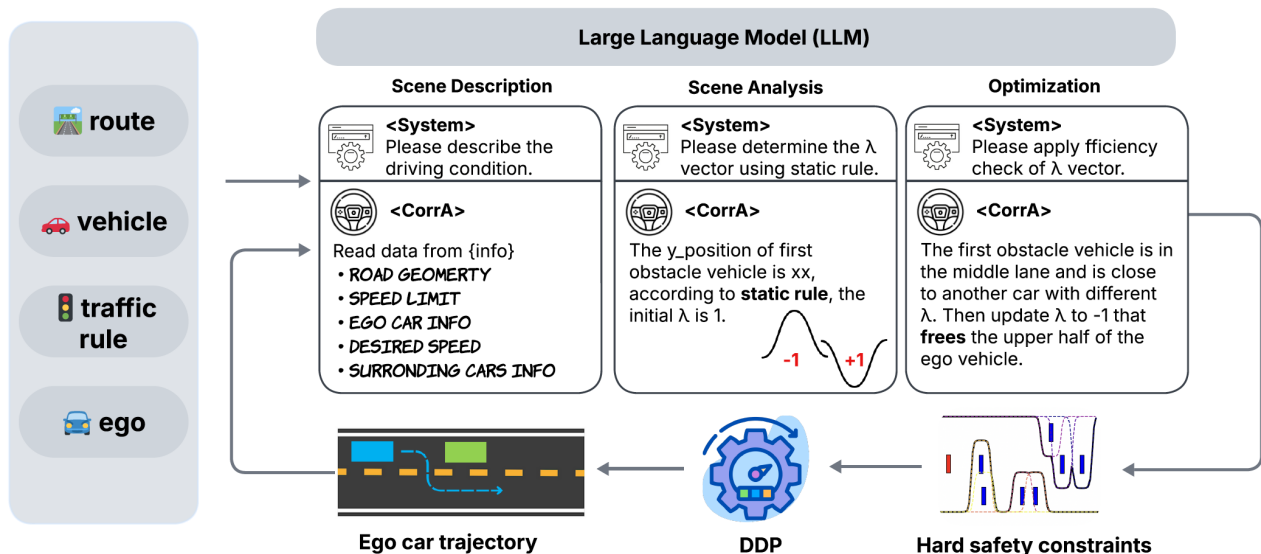 Large Language Model (LLM)
route
vehicle
traffic
rule
ego
Scene Description
<System>
Please describe the
driving condition.
<CorrA>
Read data from {info}
• ROAD GEOMERTY
• SPEED LIMIT
• EGO CAR INFO
• DESIRED SPEED
• SURRONDING CARS INFO
Scene Analysis
<System>
Please determine the λ
vector using static rule.
<CorrA>
The y_position of first
obstacle vehicle is xx,
according to static rule, the
initial λ is 1.
-1
+1
Optimization
<System>
Please apply fficiency
check of λ vector.
<CorrA>
The first obstacle vehicle is in
the middle lane and is close
to another car with different
λ. Then update λ to -1 that
frees the upper half of the
ego vehicle.
Ego car trajectory
DDP
Hard safety constraints